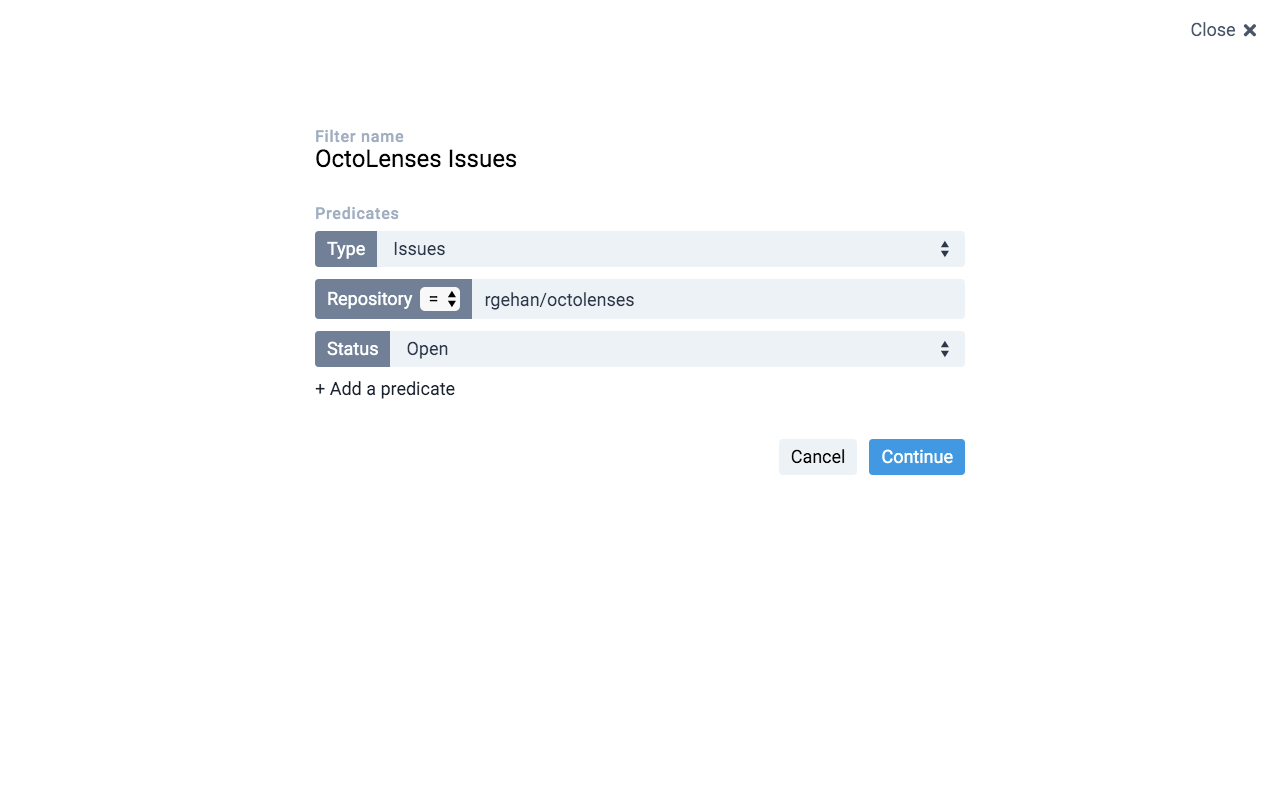 Close ✖
Filter name
OctoLenses Issues
Predicates
Type Issues
Repository = rgehan/octolenses
Status Open
+ Add a predicate
Cancel Continue